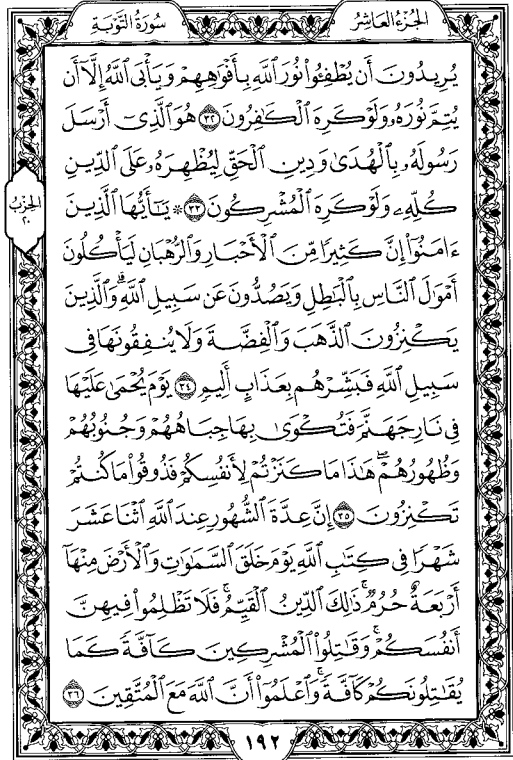 الجزء العاشر
سورة التوبة
يُرِيدُونَ أَن يُطْفِـُٔوا۟ نُورَ ٱللَّهِ بِأَفْوَٰهِهِمْ وَيَأْبَى ٱللَّهُ إِلَّآ أَن
يُتِمَّ نُورَهُۥ وَلَوْ كَرِهَ ٱلْكَـٰفِرُونَ ٣٢ هُوَ ٱلَّذِىٓ أَرْسَلَ
رَسُولَهُۥ بِٱلْهُدَىٰ وَدِينِ ٱلْحَقِّ لِيُظْهِرَهُۥ عَلَى ٱلدِّينِ
كُلِّهِۦ وَلَوْ كَرِهَ ٱلْمُشْرِكُونَ ٣٣ ۞ يَـٰٓأَيُّهَا ٱلَّذِينَ
ءَامَنُوٓا۟ إِنَّ كَثِيرًا مِّنَ ٱلْأَحْبَارِ وَٱلرُّهْبَانِ لَيَأْكُلُونَ
أَمْوَٰلَ ٱلنَّاسِ بِٱلْبَـٰطِلِ وَيَصُدُّونَ عَن سَبِيلِ ٱللَّهِ ۗ وَٱلَّذِينَ
يَكْنِزُونَ ٱلذَّهَبَ وَٱلْفِضَّةَ وَلَا يُنفِقُونَهَا فِى
سَبِيلِ ٱللَّهِ فَبَشِّرْهُم بِعَذَابٍ أَلِيمٍ ٣٤ يَوْمَ يُحْمَىٰ عَلَيْهَا
فِى نَارِ جَهَنَّمَ فَتُكْوَىٰ بِهَا جِبَاهُهُمْ وَجُنُوبُهُمْ
وَظُهُورُهُمْ ۖ هَـٰذَا مَا كَنَزْتُمْ لِأَنفُسِكُمْ فَذُوقُوا۟ مَا كُنتُمْ
تَكْنِزُونَ ٣٥ إِنَّ عِدَّةَ ٱلشُّهُورِ عِندَ ٱللَّهِ ٱثْنَا عَشَرَ
شَهْرًا فِى كِتَـٰبِ ٱللَّهِ يَوْمَ خَلَقَ ٱلسَّمَـٰوَٰتِ وَٱلْأَرْضَ مِنْهَآ
أَرْبَعَةٌ حُرُمٌ ۚ ذَٰلِكَ ٱلدِّينُ ٱلْقَيِّمُ ۚ فَلَا تَظْلِمُوا۟ فِيهِنَّ
أَنفُسَكُمْ ۚ وَقَـٰتِلُوا۟ ٱلْمُشْرِكِينَ كَآفَّةً كَمَا
يُقَـٰتِلُونَكُمْ كَآفَّةً ۚ وَٱعْلَمُوٓا۟ أَنَّ ٱللَّهَ مَعَ ٱلْمُتَّقِينَ ٣٦
الحزب
٢٠
١٩٢